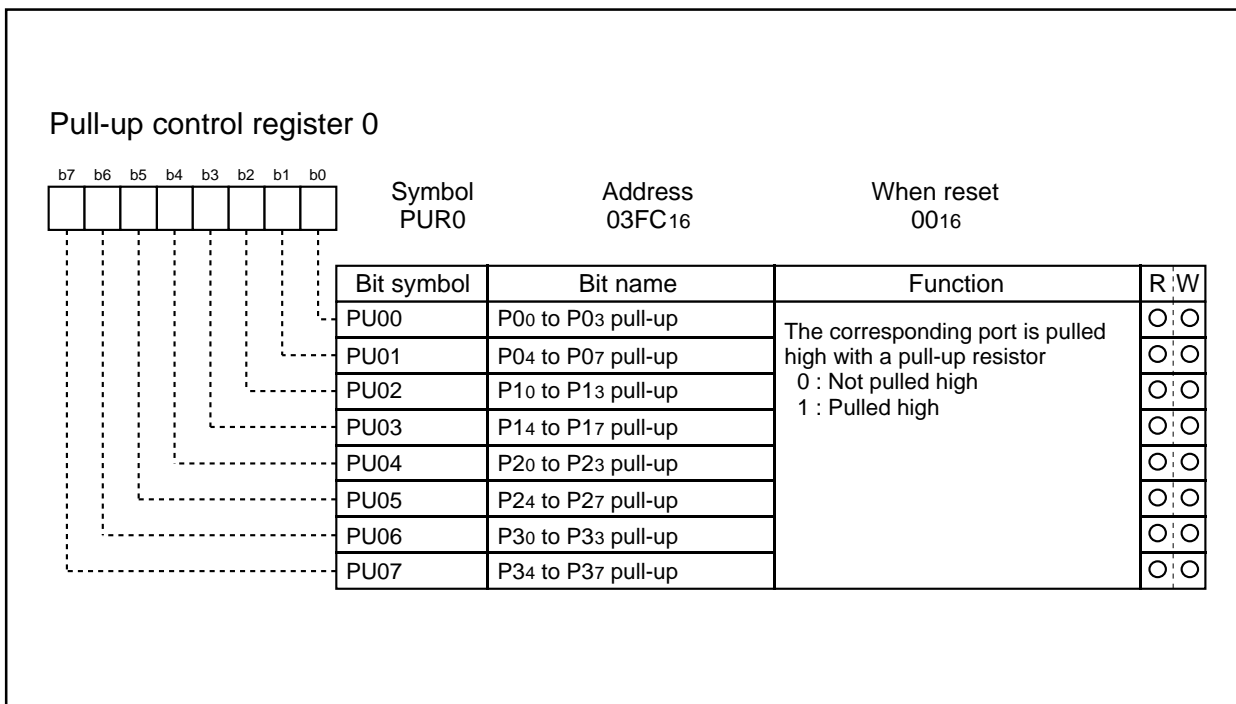 Pull-up control register 0
b7 b6 b5 b4 b3 b2 b1 b0
Symbol Address When reset
PUR0 03FC16 0016
Bit symbol Bit name Function R W
PU00 P00 to P03 pull-up The corresponding port is pulled
PU01 P04 to P07 pull-up high with a pull-up resistor
PU02 P10 to P13 pull-up 0 : Not pulled high
PU03 P14 to P17 pull-up 1 : Pulled high
PU04 P20 to P23 pull-up
PU05 P24 to P27 pull-up
PU06 P30 to P33 pull-up
PU07 P34 to P37 pull-up